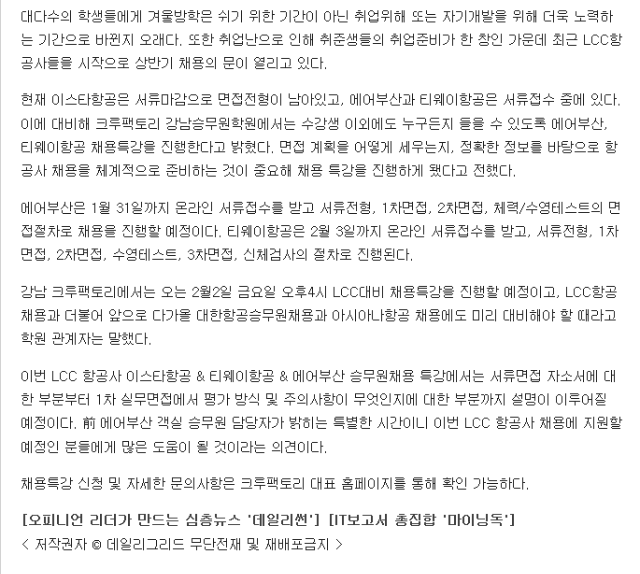 대다수의 학생들에게 겨울방학은 쉬기 위한 기간이 아닌 취업위해 또는 자기개발을 위해 더욱 노력하
는 기간으로 바뀐지 오래다. 또한 취업난으로 인해 취준생들의 취업준비가 한 창인 가운데 최근 LCC항
공사들을 시작으로 상반기 채용의 문이 열리고 있다.
현재 이스타항공은 서류마감으로 면접전형이 남아있고, 에어부산과 티웨이항공은 서류접수 중에 있다.
이에 대비해 크루팩토리 강남승무원학원에서는 수강생 이외에도 누구든지 들을 수 있도록 에어부산,
티웨이항공 채용특강을 진행한다고 밝혔다. 면접 계획을 어떻게 세우는지, 정확한 정보를 바탕으로 항
공사 채용을 체계적으로 준비하는 것이 중요해 채용 특강을 진행하게 됐다고 전했다.
에어부산은 1월 31일까지 온라인 서류접수를 받고 서류전형, 1차면접, 2차면접, 체력/수영테스트의 면
접절차로 채용을 진행할 예정이다. 티웨이항공은 2월 3일까지 온라인 서류접수를 받고, 서류전형, 1차
면접, 2차면접, 수영테스트, 3차면접, 신체검사의 절차로 진행된다.
강남 크루팩토리에서는 오는 2월2일 금요일 오후4시 LCC대비 채용특강을 진행할 예정이고, LCC항공
채용과 더불어 앞으로 다가올 대한항공승무원채용과 아시아나항공 채용에도 미리 대비해야 할 때라고
학원 관계자는 말했다.
이번 LCC 항공사 이스타항공 & 티웨이항공 & 에어부산 승무원채용 특강에서는 서류면접 자소서에 대
한 부분부터 1차 실무면접에서 평가 방식 및 주의사항이 무엇인지에 대한 부분까지 설명이 이루어질
예정이다. 前 에어부산 객실 승무원 담당자가 밝히는 특별한 시간이니 이번 LCC 항공사 채용에 지원할
예정인 분들에게 많은 도움이 될 것이라는 의견이다.
채용특강 신청 및 자세한 문의사항은 크루팩토리 대표 홈페이지를 통해 확인 가능하다.
[오피니언 리더가 만드는 심층뉴스 '데일리썬'] [IT보고서 총집합 '마이닝독']
< 저작권자 © 데일리그리드 무단전재 및 재배포금지 >